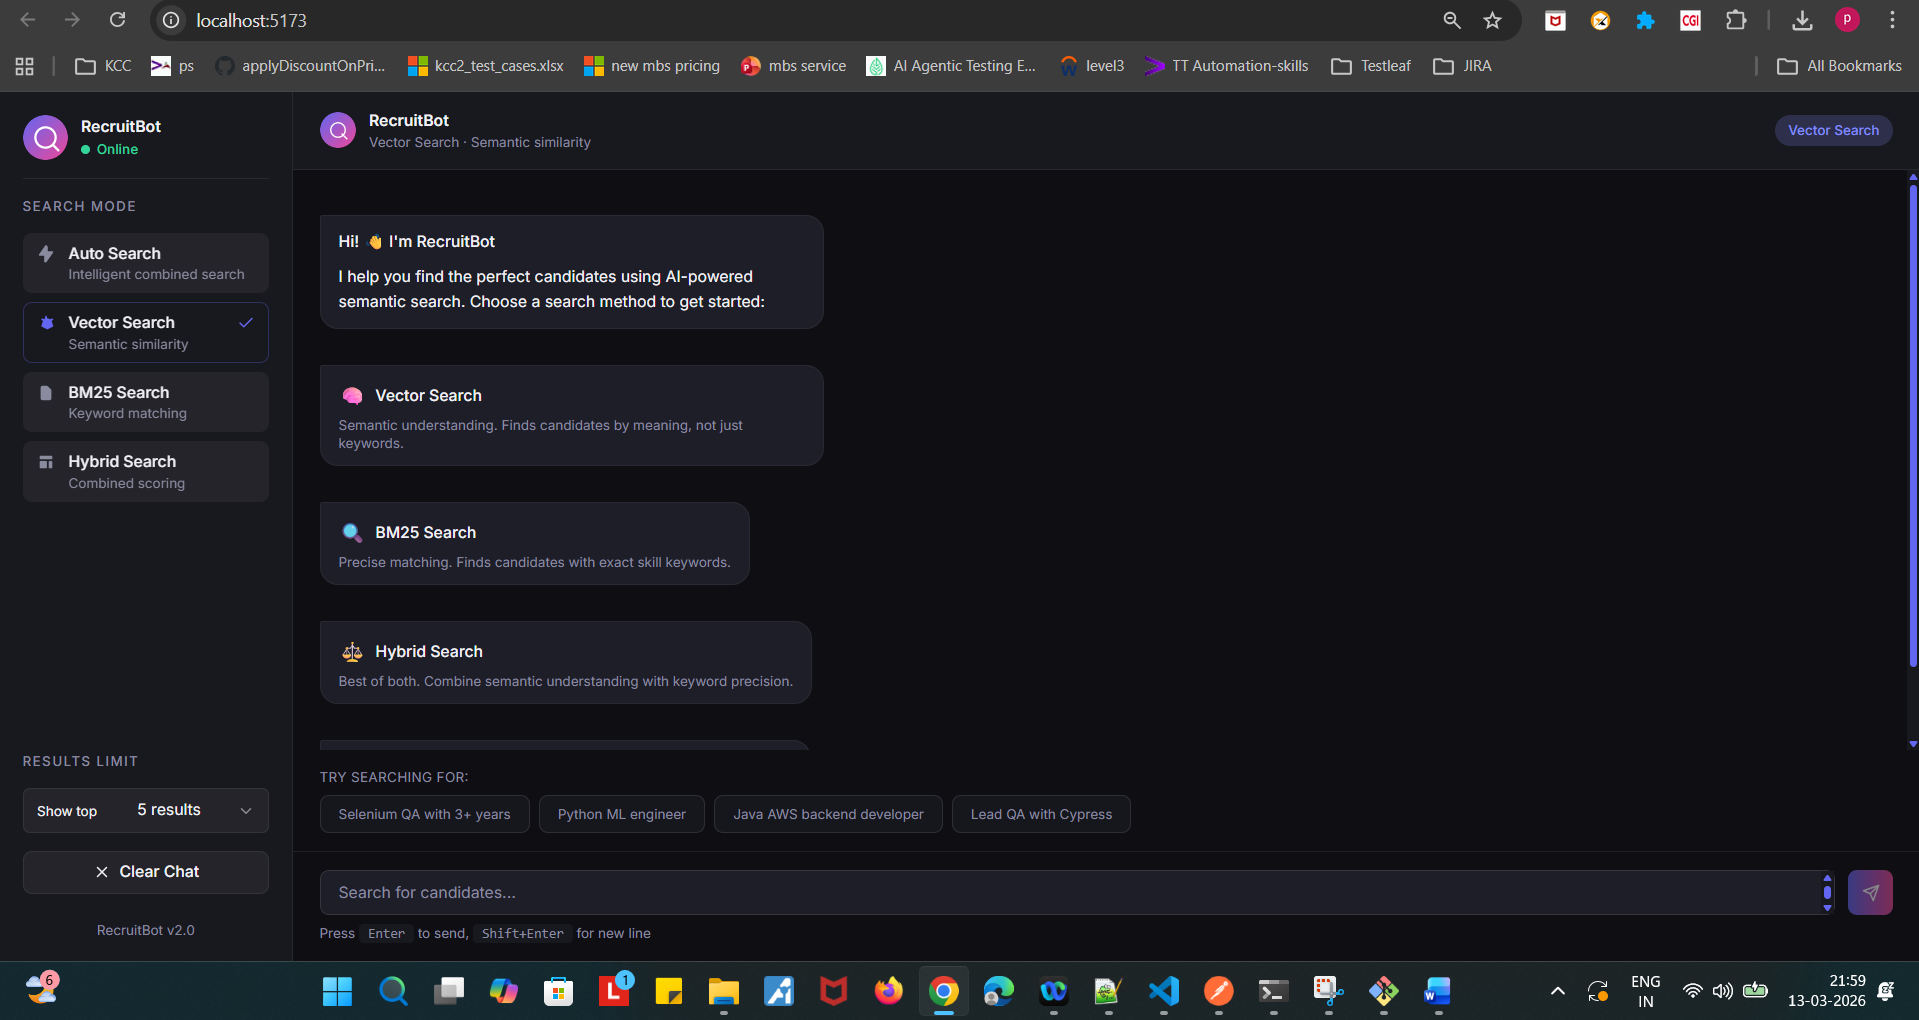 localhost:5173
CGI
P
KCC
ps
applyDiscountOnPri...
kcc2_test_cases.xlsx
new mbs pricing
mbs service
AI Agentic Testing E...
level3
TT Automation-skills
Testleaf
JIRA
All Bookmarks
RecruitBot
Online
SEARCH MODE
Auto Search
Intelligent combined search
Vector Search
Semantic similarity
BM25 Search
Keyword matching
Hybrid Search
Combined scoring
RESULTS LIMIT
Show top 5 results
Clear Chat
RecruitBot v2.0
RecruitBot
Vector Search · Semantic similarity
Vector Search
Hi! 👋 I'm RecruitBot
I help you find the perfect candidates using AI-powered
semantic search. Choose a search method to get started:
Vector Search
Semantic understanding. Finds candidates by meaning, not just
keywords.
BM25 Search
Precise matching. Finds candidates with exact skill keywords.
Hybrid Search
Best of both. Combine semantic understanding with keyword precision.
TRY SEARCHING FOR:
Selenium QA with 3+ years
Python ML engineer
Java AWS backend developer
Lead QA with Cypress
Search for candidates...
Press Enter to send, Shift+Enter for new line
6
L
1
W
ENG
IN
21:59
13-03-2026